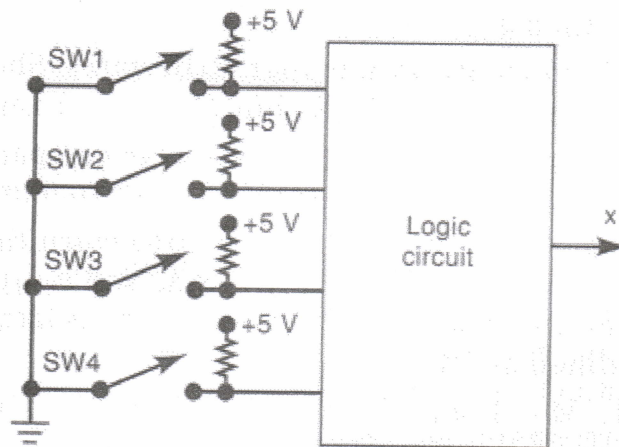 +5 V
SW1
+5 V
SW2
+5 V
SW3
+5 V
SW4
Logic
circuit
x